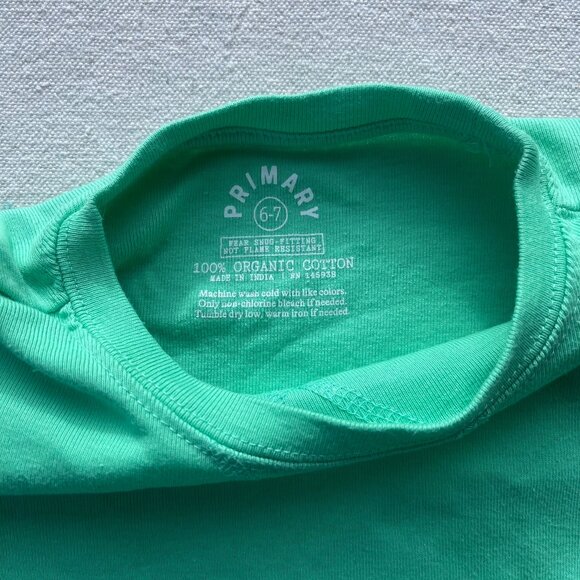 PRIMARY
6-7
WEAR SNUG-FITTING
NOT FLAME RESISTANT
100% ORGANIC COTTON
MADE IN INDIA | RN 145938
Machine wash cold with like colors.
Only non-chlorine bleach if needed.
Tumble dry low, warm iron if needed.